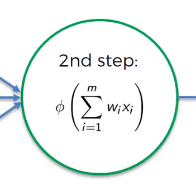 2nd step:
ϕ(∑_{i=1}^{m} w_i x_i)